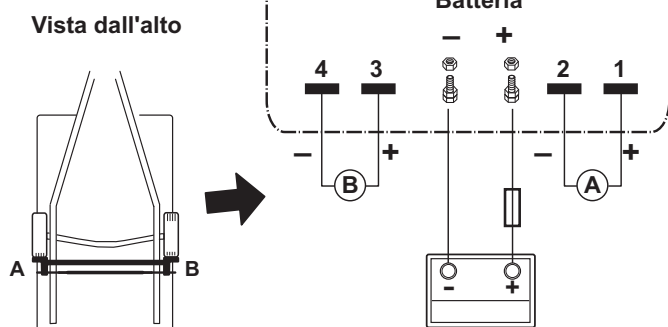 Vista dall'alto
Batteria
– +
4 3 2 1
– + – +
B A
A B
- +